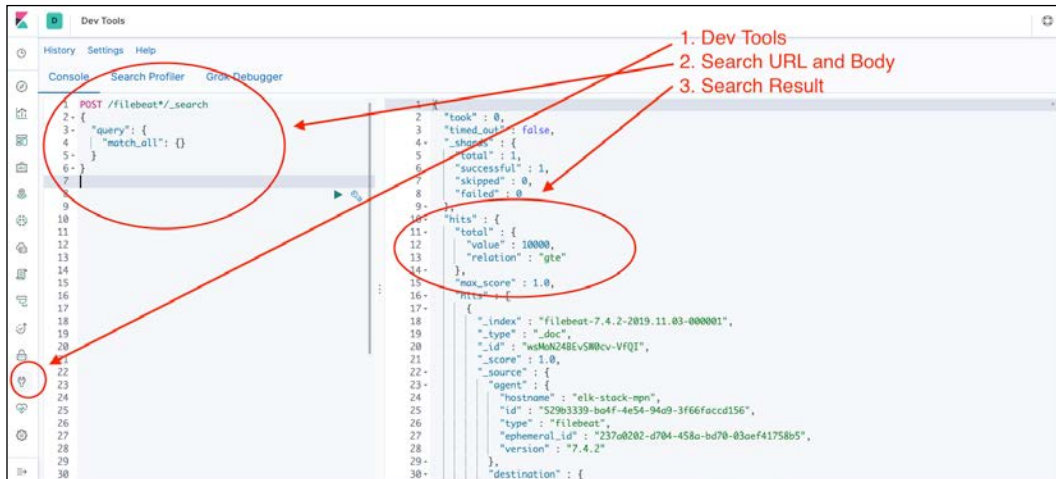 D Dev Tools
1. Dev Tools
2. Search URL and Body
3. Search Result
History Settings Help
Console Search Profiler Grok Debugger
1 POST /filebeat*/_search
2 {
3 "query": {
4 "match_all": {}
5 }
6 }
7
8
9
10
11
12
13
14
15
16
17
18
19
20
21
22
23
24
25
26
27
28
29
30
1 {
2 "took" : 0,
3 "timed_out" : false,
4 "_shards" : {
5 "total" : 1,
6 "successful" : 1,
7 "skipped" : 0,
8 "failed" : 0
9 },
10 "hits" : {
11 "total" : {
12 "value" : 10000,
13 "relation" : "gte"
14 },
15 "max_score" : 1.0,
16 "hits" : [
17 {
18 "_index" : "filebeat-7.4.2-2019.11.03-000001",
19 "_type" : "_doc",
20 "_id" : "wsMoN24BEvSW0cv-VfQI",
21 "_score" : 1.0,
22 "_source" : {
23 "agent" : {
24 "hostname" : "elk-stack-mpn",
25 "id" : "529b3339-ba4f-4e54-94a9-3f66faccd156",
26 "type" : "filebeat",
27 "ephemeral_id" : "237a0202-d704-458a-bd70-03aef41758b5",
28 "version" : "7.4.2"
29 },
30 "destination" : {